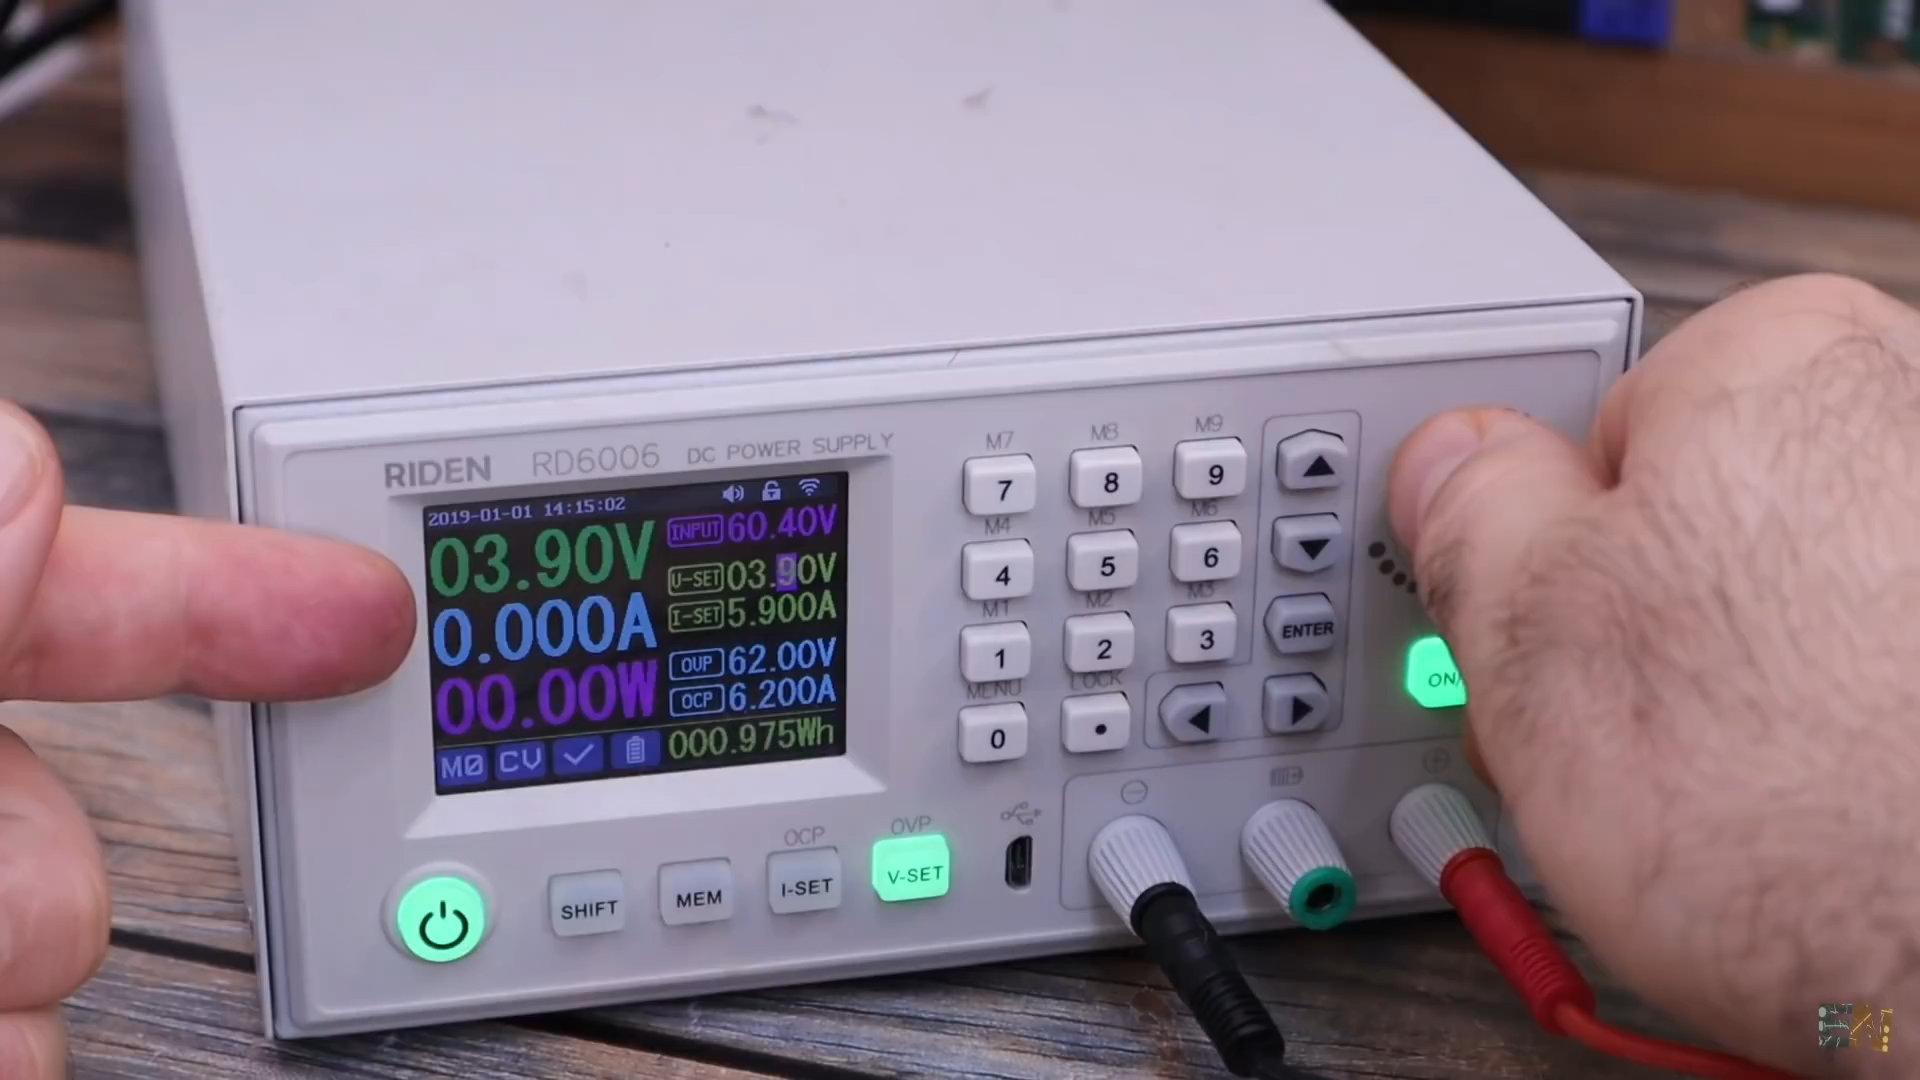 RIDEN RD6006 DC POWER SUPPLY
2019-01-01 14:15:02
03.90V
0.000A
00.00W
INPUT 60.40V
V-SET 03.90V
I-SET 5.900A
OVP 62.00V
OCP 6.200A
000.975Wh
M0 CV
M7 M8 M9
7 8 9
M4 M5 M6
4 5 6
M1 M2 M3
1 2 3
ENTER
MENU LOCK
0 .
ON/
OCP OVP
SHIFT MEM I-SET V-SET